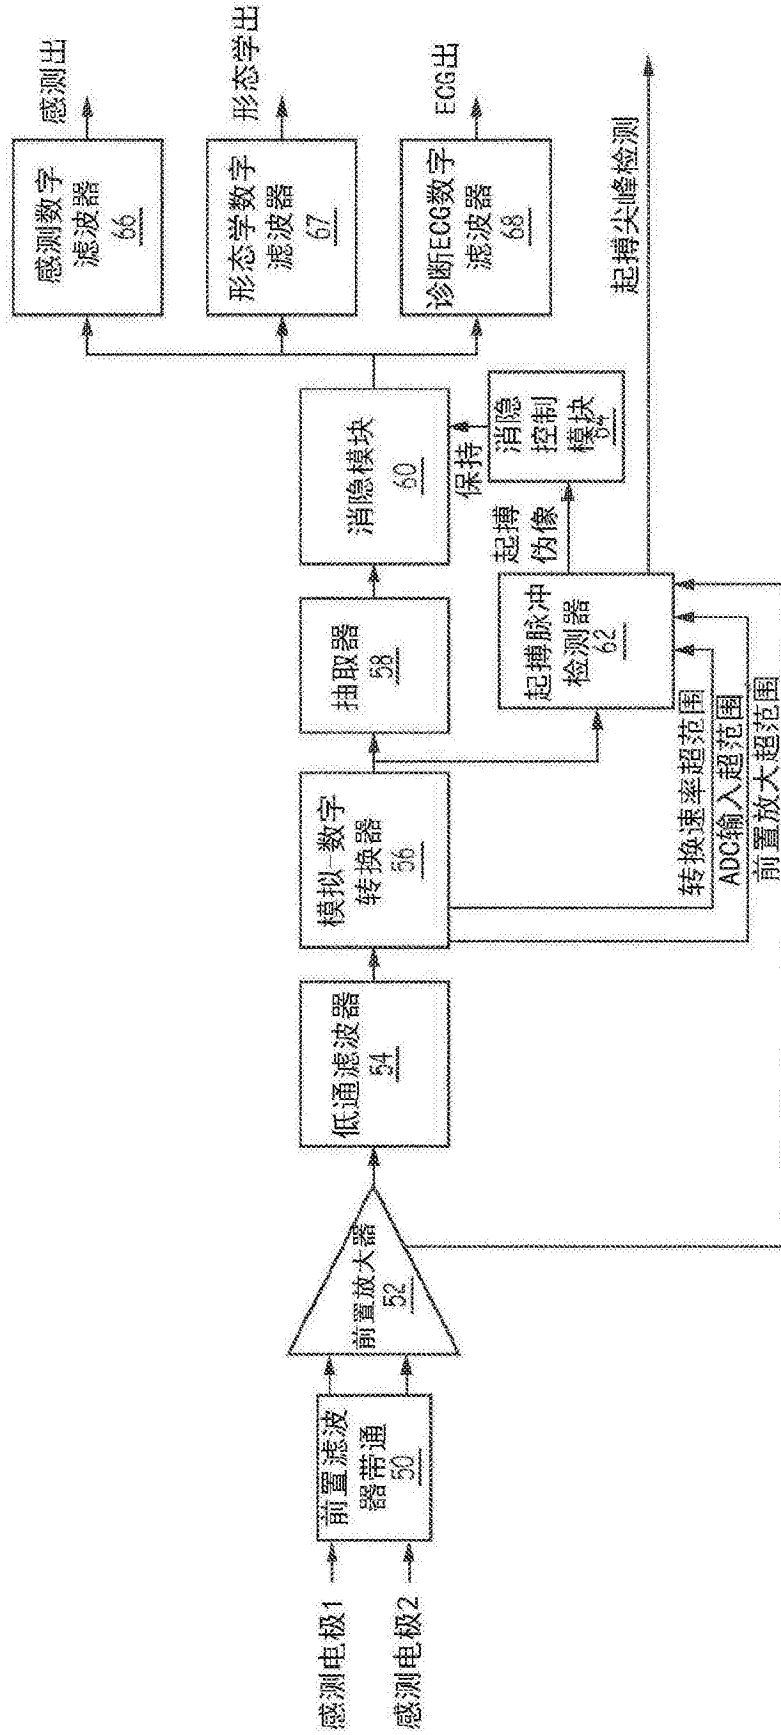 感测电极1
感测电极2
前置滤波
器带通
50
前置放大器
52
低通滤波器
54
模拟-数字
转换器
56
抽取器
58
消隐模块
60
起搏脉冲
检测器
62
起搏
伪像
保持
消隐
控制
模块
64
感测数字
滤波器
66
感测出
形态学数字
滤波器
67
形态学出
诊断ECG数字
滤波器
68
ECG出
起搏尖峰检测
转换速率超范围
ADC输入超范围
前置放大超范围